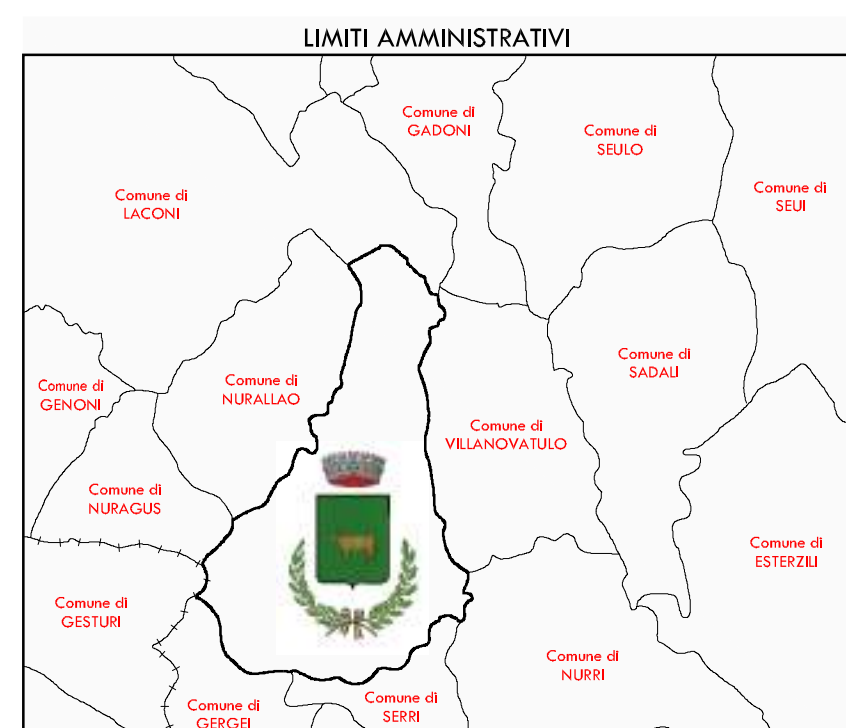 LIMITI AMMINISTRATIVI
Comune di
GADONI
Comune di
SEULO
Comune di
SEUI
Comune di
LACONI
Comune di
SADALI
Comune di
GENONI
Comune di
NURALLAO
Comune di
VILLANOVATULO
Comune di
NURAGUS
Comune di
ESTERZILI
Comune di
GESTURI
Comune di
NURRI
Comune di
GERGEI
Comune di
SERRI